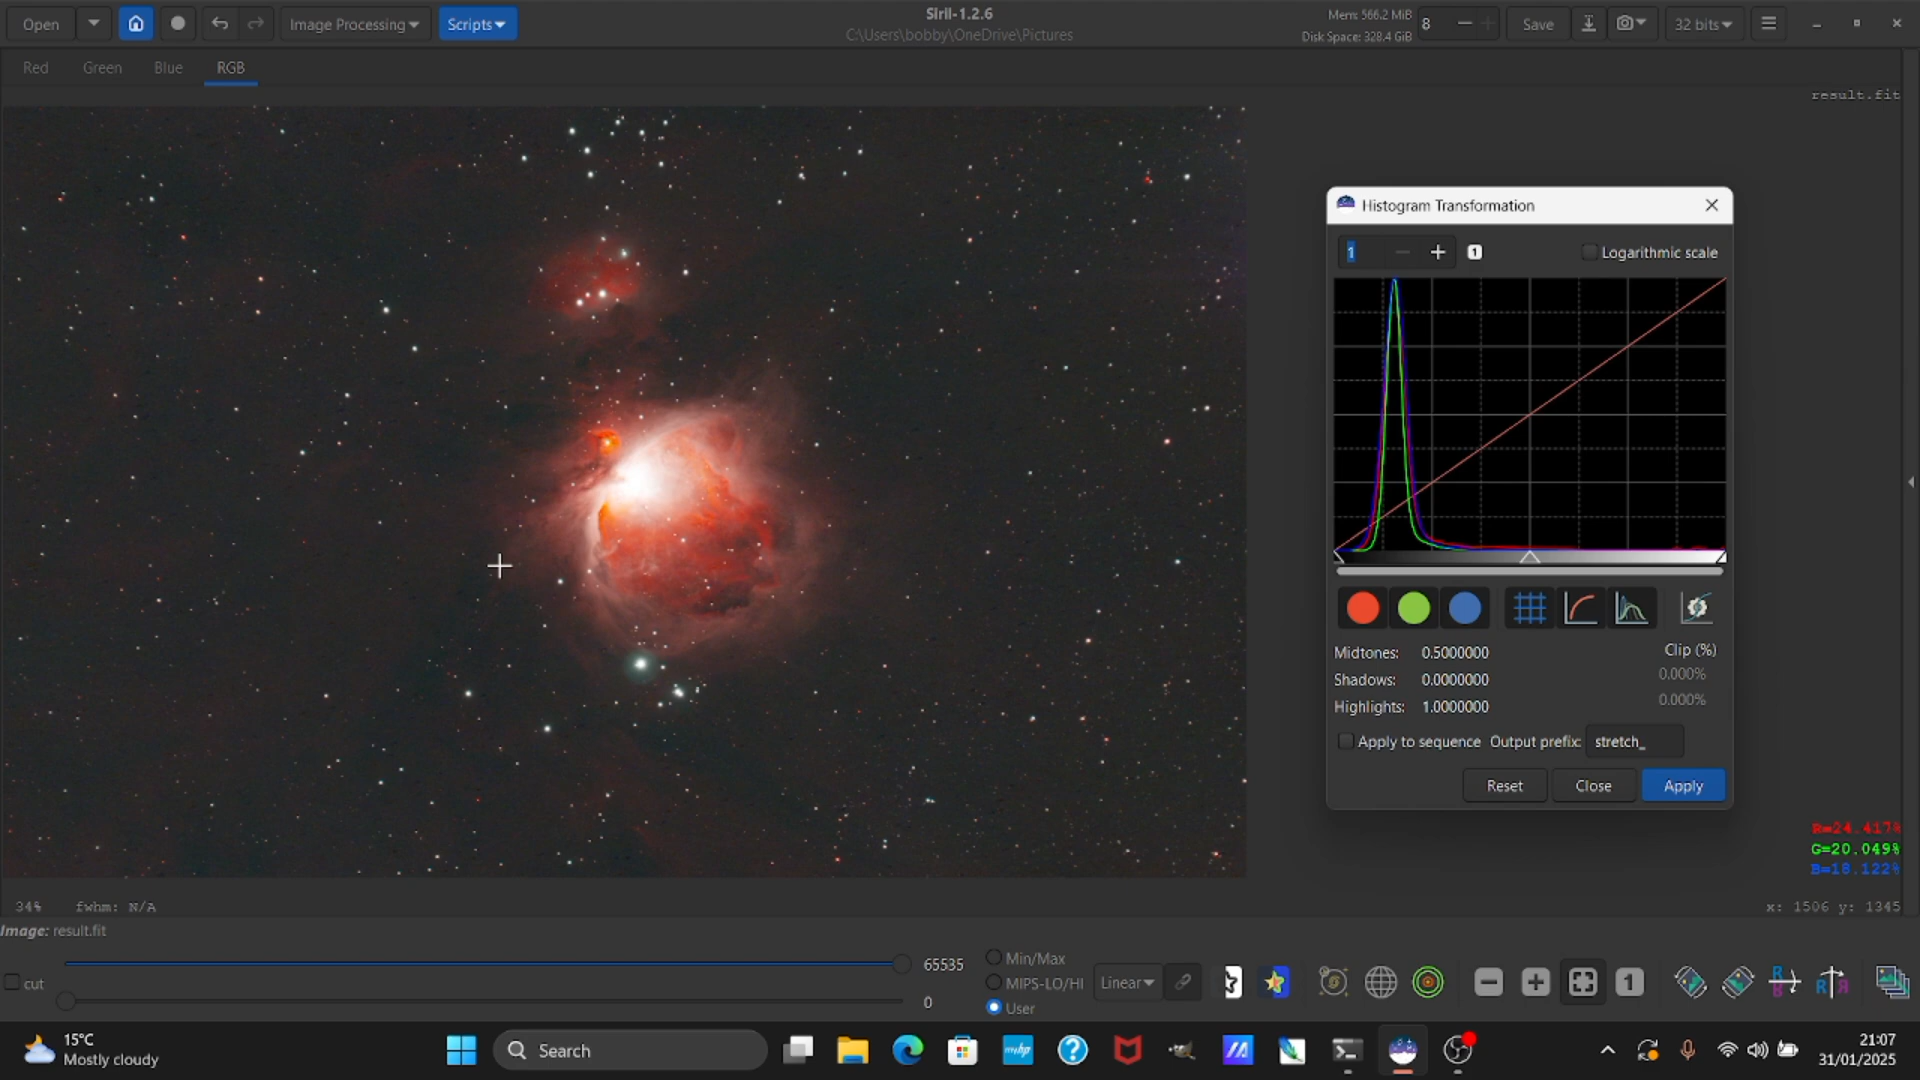 Open
Image Processing
Scripts
Siril-1.2.6
C:\Users\bobby\OneDrive\Pictures
Mem: 566.2 MiB
Disk Space: 328.4 GiB
8
Save
32 bits
Red
Green
Blue
RGB
result.fit
Histogram Transformation
1
1
Logarithmic scale
Midtones: 0.5000000
Clip (%)
Shadows: 0.0000000
0.000%
Highlights: 1.0000000
0.000%
Apply to sequence
Output prefix:
stretch_
Reset
Close
Apply
R=24.417%
G=20.049%
B=18.122%
34%
fwhm: N/A
x: 1506 y: 1345
Image: result.fit
65535
cut
0
Min/Max
MIPS-LO/HI
User
Linear
1
15°C
Mostly cloudy
Search
21:07
31/01/2025